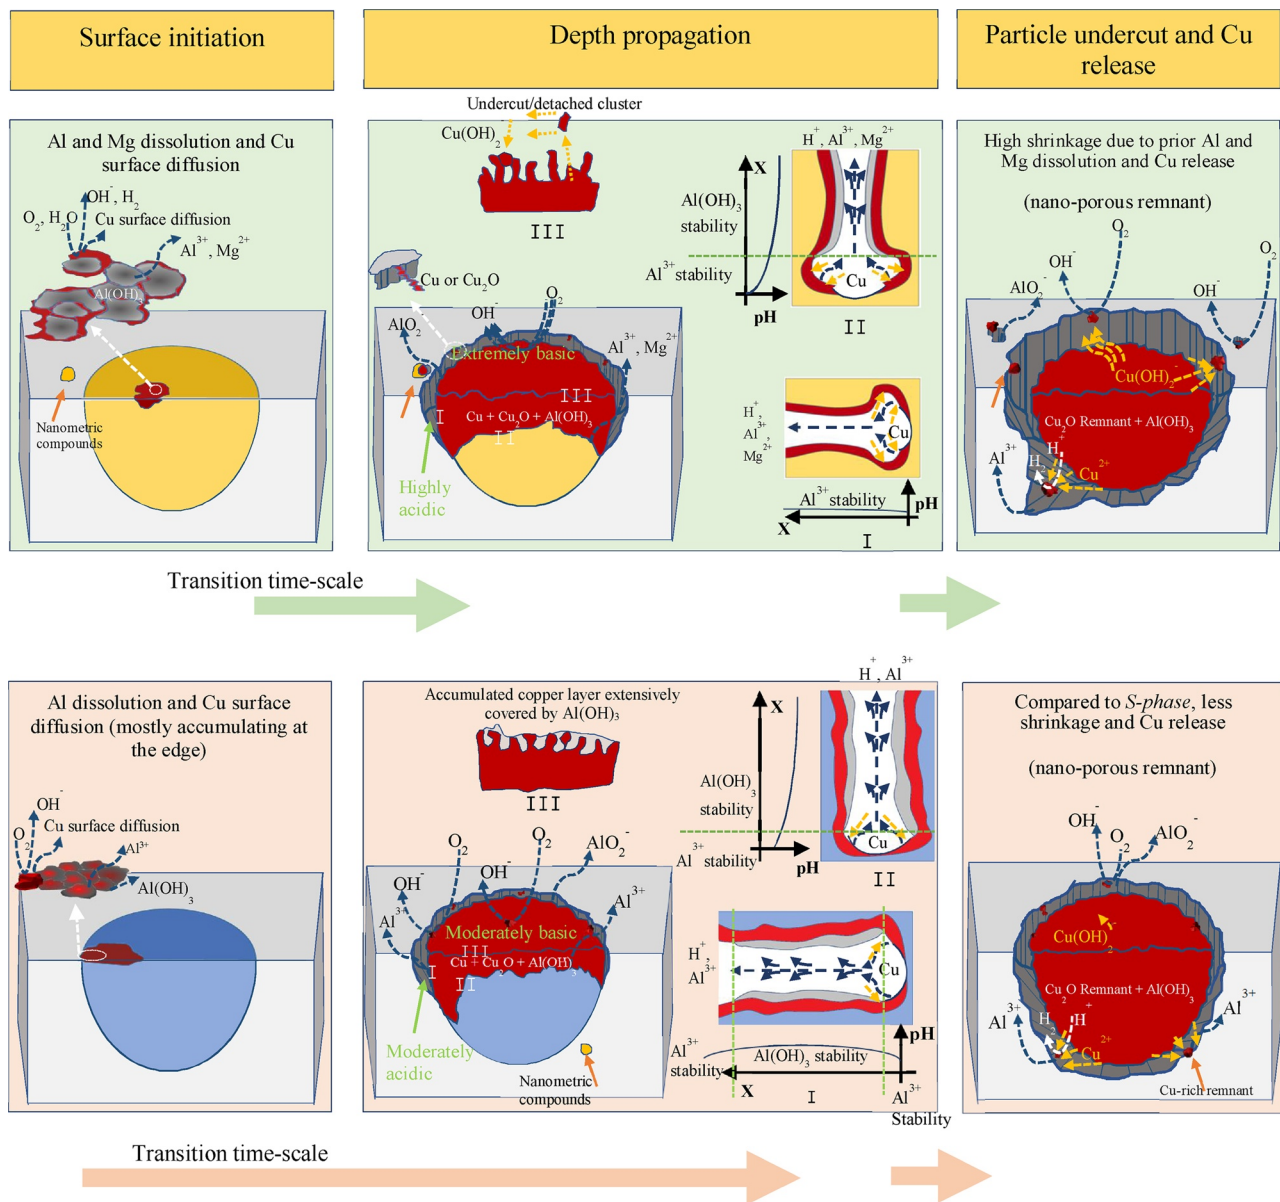 Surface initiation
Depth propagation
Particle undercut and Cu
release
Al and Mg dissolution and Cu
surface diffusion
OH⁻, H₂
O₂, H₂O
Cu surface diffusion
Al³⁺, Mg²⁺
Al(OH)₃
Nanometric
compounds
Undercut/detached cluster
Cu(OH)₂⁻
III
Cu or Cu₂O
AlO₂⁻
OH⁻
O₂
Extremely basic
Al³⁺, Mg²⁺
III
I
Cu + Cu₂O + Al(OH)₃
II
Highly
acidic
H⁺, Al³⁺, Mg²⁺
X
Al(OH)₃
stability
Al³⁺ stability
pH
Cu
II
H⁺,
Al³⁺,
Mg²⁺
Cu
Al³⁺ stability
pH
X
I
High shrinkage due to prior Al and
Mg dissolution and Cu release
(nano-porous remnant)
O₂
OH⁻
O₂
AlO₂⁻
OH⁻
Cu(OH)₂⁻
Cu₂O Remnant + Al(OH)₃
Al³⁺
H₂
H⁺
Cu²⁺
Transition time-scale
Al dissolution and Cu surface
diffusion (mostly accumulating at
the edge)
OH⁻
O₂
Cu surface diffusion
Al³⁺
Al(OH)₃
Accumulated copper layer extensively
covered by Al(OH)₃
III
O₂
O₂
AlO₂⁻
OH⁻
OH⁻
Al³⁺
Al³⁺
Moderately basic
III
Cu + Cu₂O + Al(OH)₃
I
II
Moderately
acidic
Nanometric
compounds
H⁺, Al³⁺
X
Al(OH)₃
stability
Al³⁺ stability
pH
Cu
II
H⁺,
Al³⁺
Cu
pH
Al³⁺
stability
Al(OH)₃ stability
X
I
Al³⁺
Stability
Compared to S-phase, less
shrinkage and Cu release
(nano-porous remnant)
OH⁻
O₂
AlO₂⁻
Cu(OH)₂⁻
Cu₂O Remnant + Al(OH)₃
Al³⁺
H₂
H⁺
Al³⁺
Cu²⁺
Cu-rich remnant
Transition time-scale